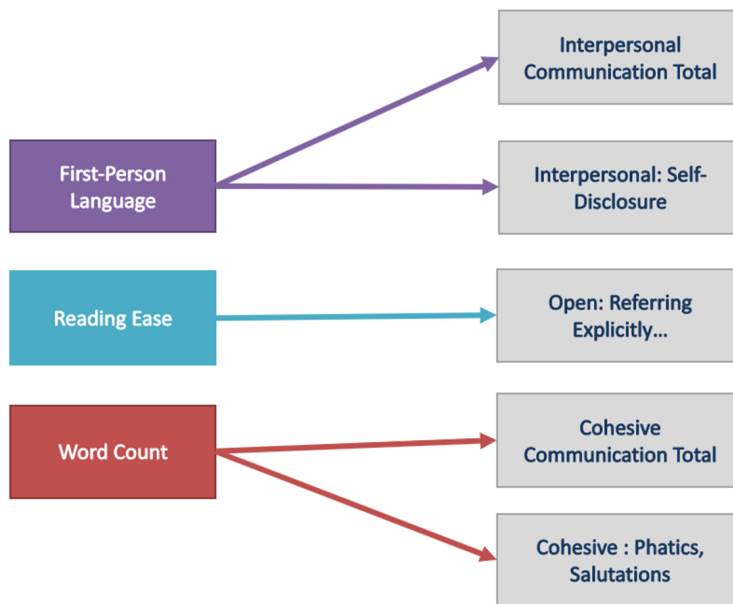 Interpersonal
Communication Total
First-Person
Language
Interpersonal: Self-
Disclosure
Reading Ease
Open: Referring
Explicitly...
Word Count
Cohesive
Communication Total
Cohesive : Phatics,
Salutations